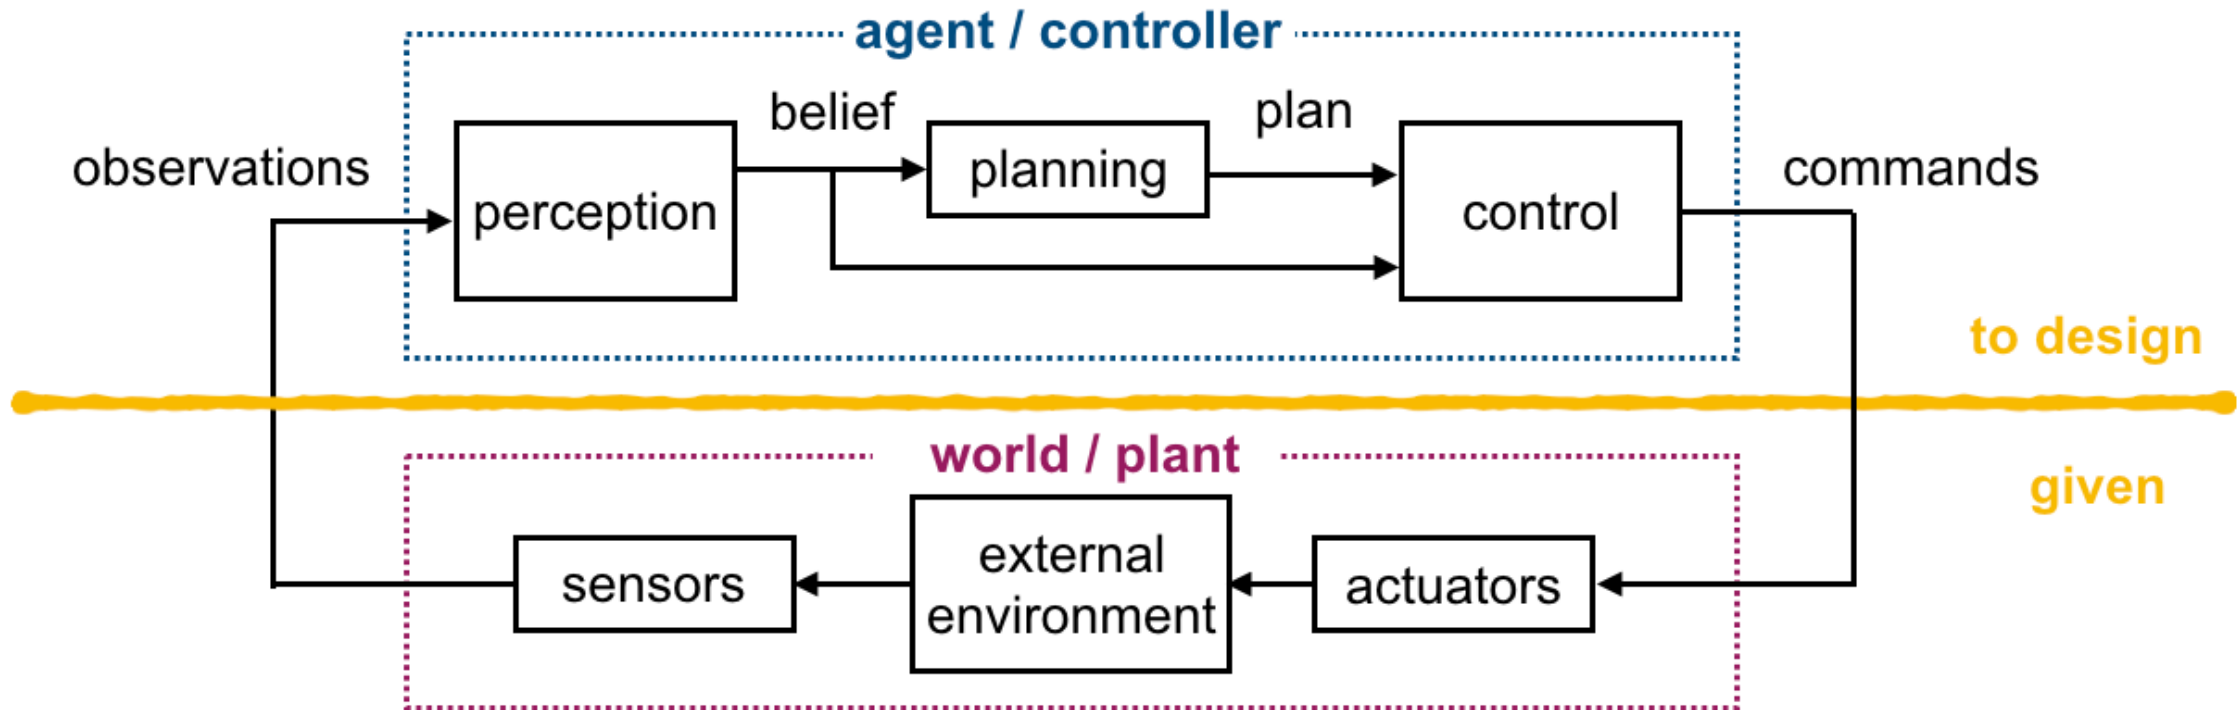 agent / controller
belief
plan
observations
perception
planning
control
commands
to design
world / plant
given
sensors
external
environment
actuators